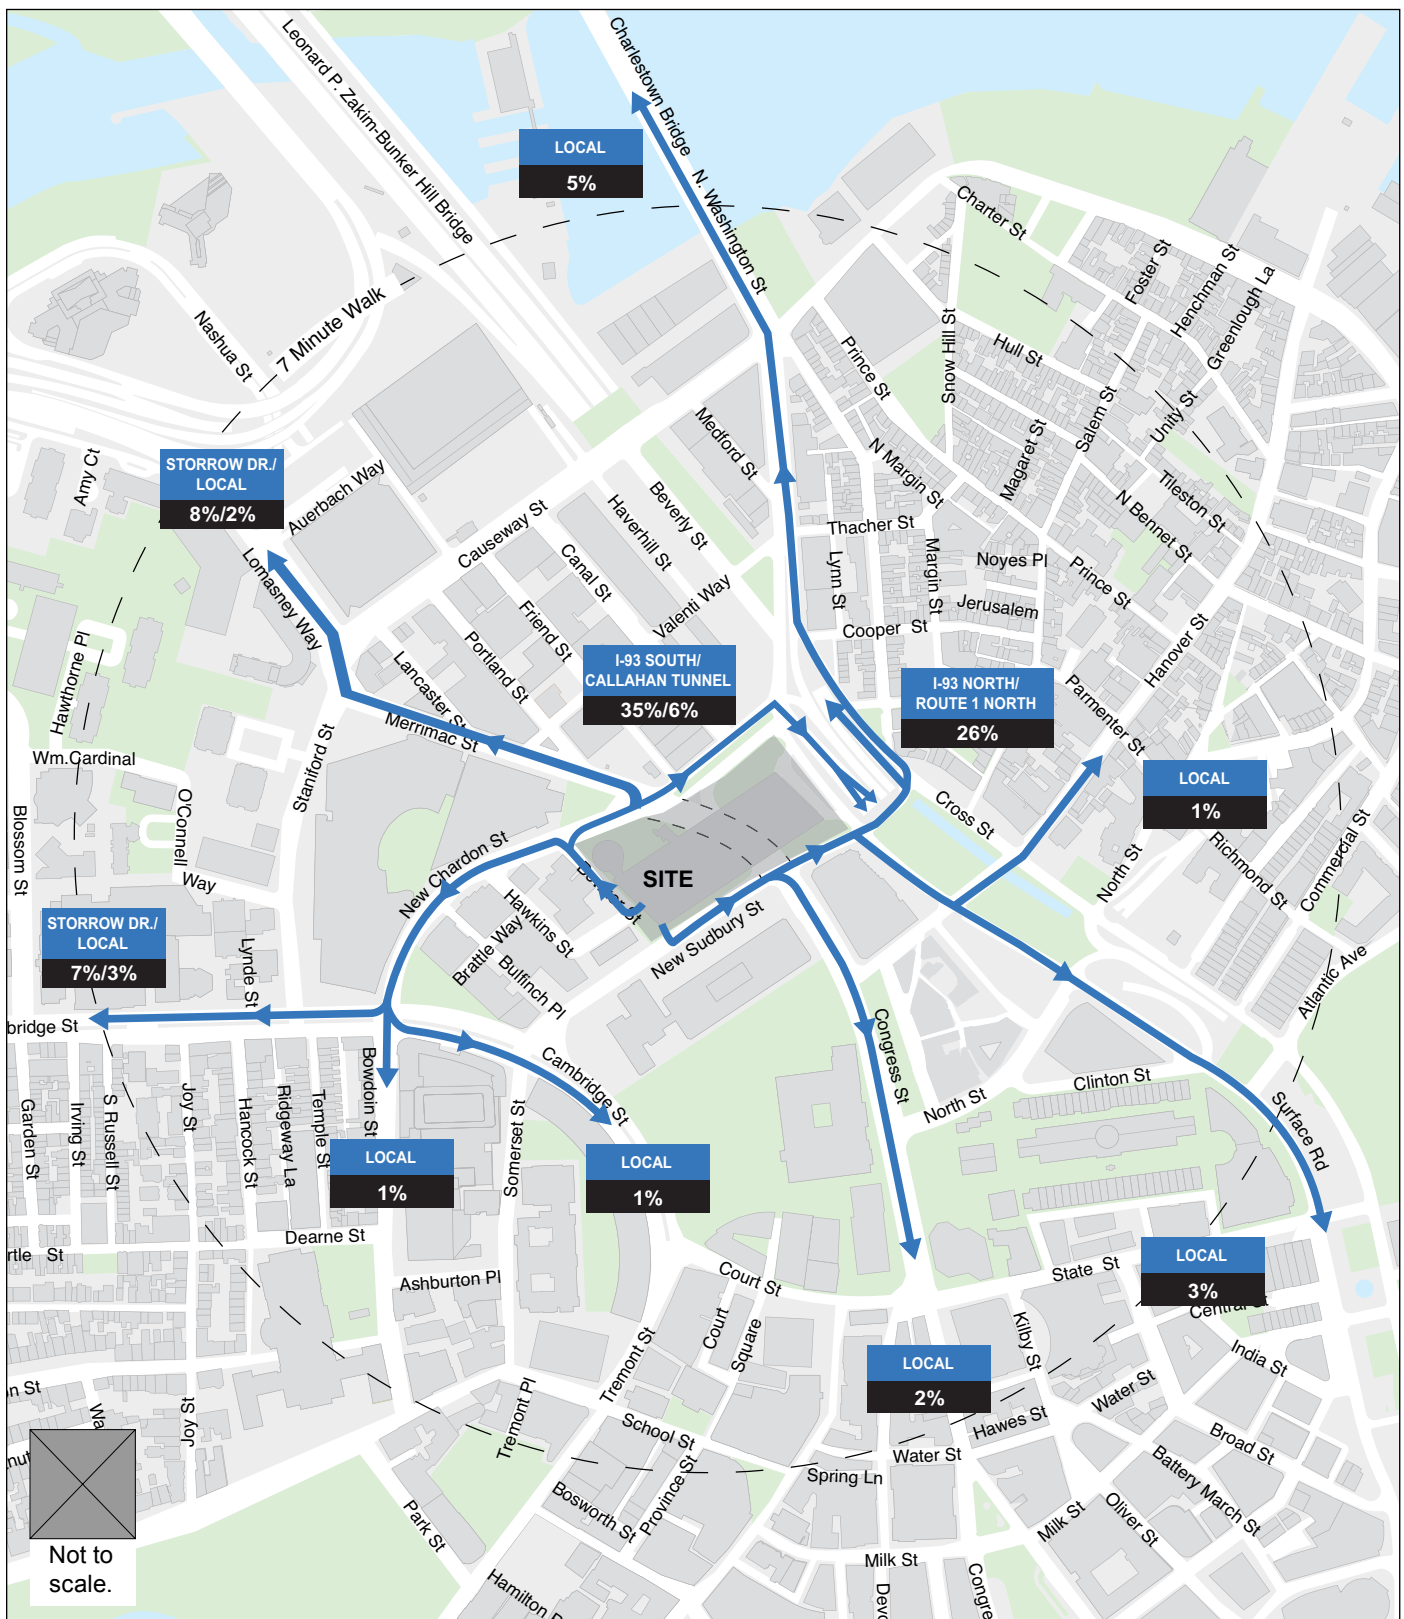 Leonard P. Zakim-Bunker Hill Bridge
Charlestown Bridge
N. Washington St
LOCAL
5%
7 Minute Walk
Nashua St
Charter St
Foster St
Henchman St
Greenlough La
Snow Hill St
Hull St
Prince St
Unity St
Salem St
Magaret St
N Margin St
Medford St
Tileston St
N Bennet St
STORROW DR./
LOCAL
8%/2%
Amy Ct
Auerbach Way
Causeway St
Beverly St
Haverhill St
Canal St
Thacher St
Lynn St
Margin St
Noyes Pl
Prince St
Jerusalem
Lomasney Way
Valenti Way
Friend St
Portland St
Cooper St
Hanover St
Hawthorne Pl
Lancaster St
Merrimac St
I-93 SOUTH/
CALLAHAN TUNNEL
35%/6%
I-93 NORTH/
ROUTE 1 NORTH
26%
Parmenter St
Wm.Cardinal
O'Connell
Way
Staniford St
Blossom St
LOCAL
1%
Cross St
North St
Richmond St
Commercial St
New Chardon St
SITE
Hawkins St
Brattle Way
Bulfinch Pl
New Sudbury St
STORROW DR./
LOCAL
7%/3%
Lynde St
Atlantic Ave
bridge St
Cambridge St
Congress St
North St
Clinton St
Surface Rd
Garden St
Irving St
S Russell St
Joy St
Hancock St
Ridgeway La
Temple St
Bowdoin St
Somerset St
LOCAL
1%
LOCAL
1%
Dearne St
rtle St
Ashburton Pl
Court St
State St
LOCAL
3%
Court
Square
Kilby St
India St
Tremont St
LOCAL
2%
Water St
Hawes St
Broad St
n St
Wa
Joy St
Tremont Pl
School St
Province St
Bosworth St
Spring Ln
Water St
Battery March St
Oliver St
Milk St
Park St
Milk St
Hamilton
Devo
Congre
Not to
scale.